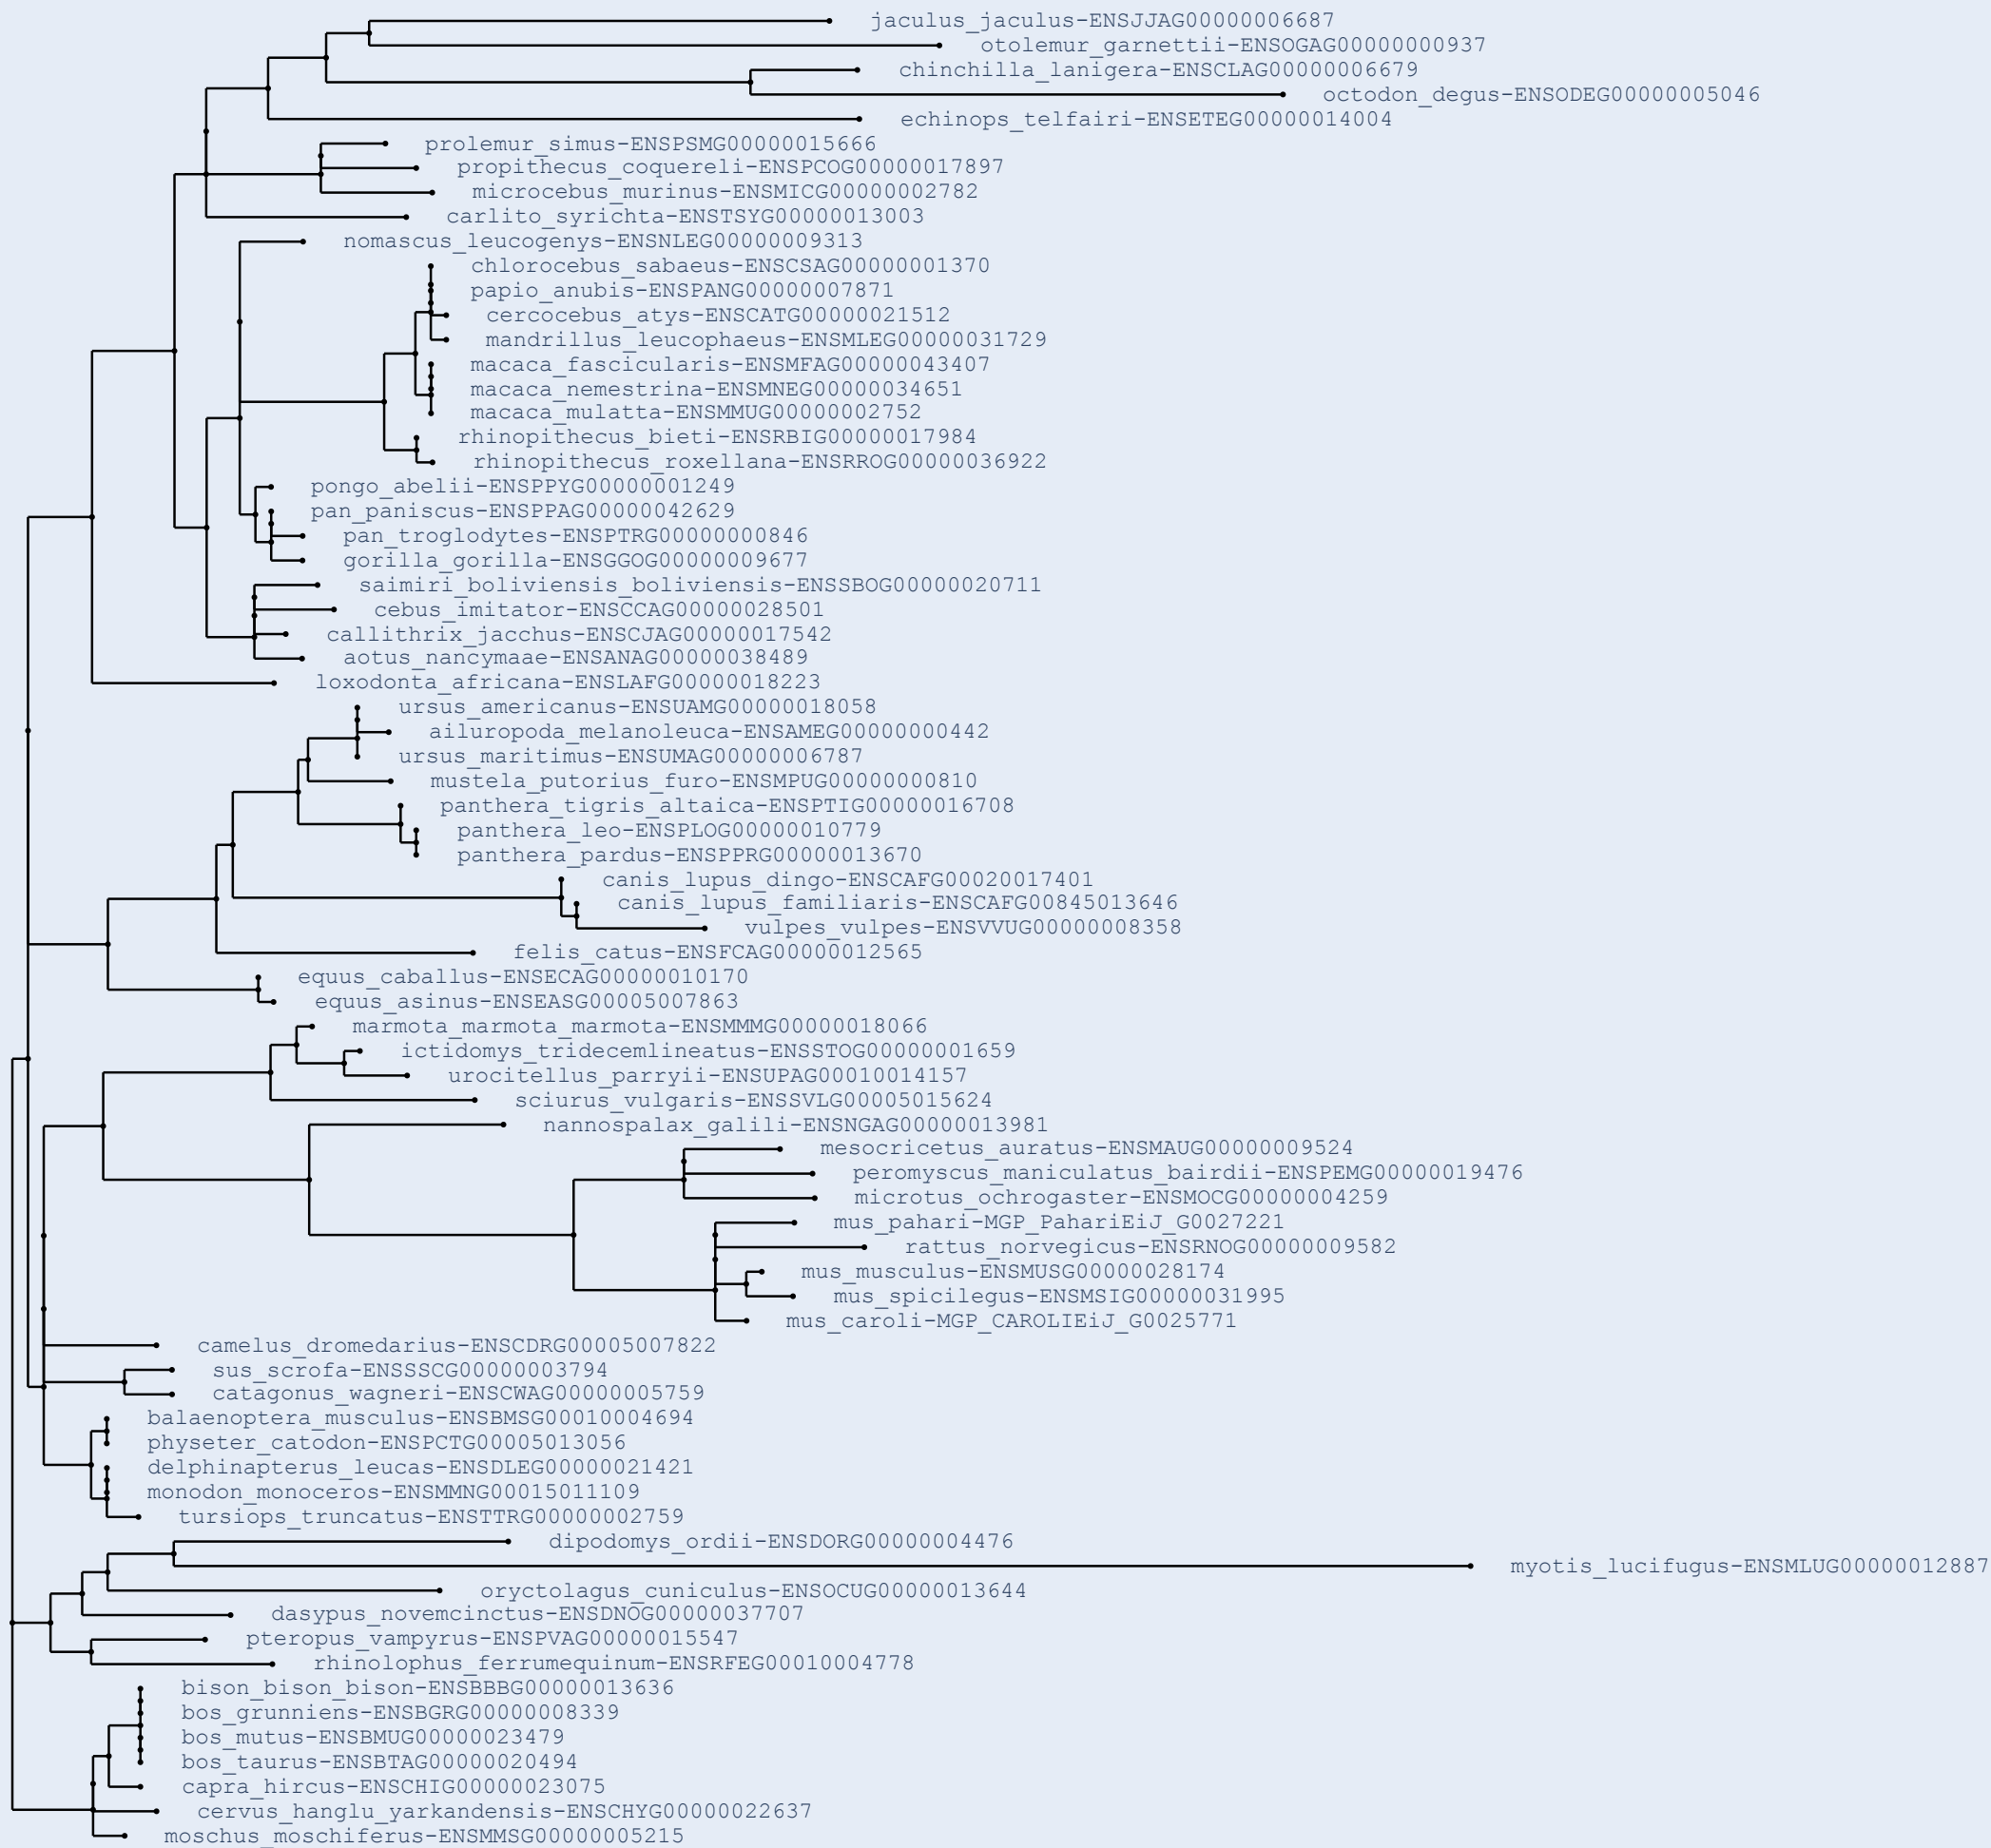 jaculus_jaculus-ENSJJAG00000006687
otolemur_garnettii-ENSOGAG00000000937
chinchilla_lanigera-ENSCLAG00000006679
octodon_degus-ENSODEG00000005046
echinops_telfairi-ENSETEG00000014004
prolemur_simus-ENSPSMG00000015666
propithecus_coquereli-ENSPCOG00000017897
microcebus_murinus-ENSMICG00000002782
carlito_syrichta-ENSTSYG00000013003
nomascus_leucogenys-ENSNLEG00000009313
chlorocebus_sabaeus-ENSCSAG00000001370
papio_anubis-ENSPANG00000007871
cercocebus_atys-ENSCATG00000021512
mandrillus_leucophaeus-ENSMLEG00000031729
macaca_fascicularis-ENSMFAG00000043407
macaca_nemestrina-ENSMNEG00000034651
macaca_mulatta-ENSMMUG00000002752
rhinopithecus_bieti-ENSRBIG00000017984
rhinopithecus_roxellana-ENSRROG00000036922
pongo_abelii-ENSPPYG00000001249
pan_paniscus-ENSPPAG00000042629
pan_troglodytes-ENSPTRG00000000846
gorilla_gorilla-ENSGGOG00000009677
saimiri_boliviensis_boliviensis-ENSSBOG00000020711
cebus_imitator-ENSCCAG00000028501
callithrix_jacchus-ENSCJAG00000017542
aotus_nancymaae-ENSANAG00000038489
loxodonta_africana-ENSLAFG00000018223
ursus_americanus-ENSUAMG00000018058
ailuropoda_melanoleuca-ENSAMEG00000000442
ursus_maritimus-ENSUMAG00000006787
mustela_putorius_furo-ENSMPUG00000000810
panthera_tigris_altaica-ENSPTIG00000016708
panthera_leo-ENSPLOG00000010779
panthera_pardus-ENSPPRG00000013670
canis_lupus_dingo-ENSCAFG00020017401
canis_lupus_familiaris-ENSCAFG00845013646
vulpes_vulpes-ENSVVUG00000008358
felis_catus-ENSFCAG00000012565
equus_caballus-ENSECAG00000010170
equus_asinus-ENSEASG00005007863
marmota_marmota_marmota-ENSMMMG00000018066
ictidomys_tridecemlineatus-ENSSTOG00000001659
urocitellus_parryii-ENSUPAG00010014157
sciurus_vulgaris-ENSSVLG00005015624
nannospalax_galili-ENSNGAG00000013981
mesocricetus_auratus-ENSMAUG00000009524
peromyscus_maniculatus_bairdii-ENSPEMG00000019476
microtus_ochrogaster-ENSMOCG00000004259
mus_pahari-MGP_PahariEiJ_G0027221
rattus_norvegicus-ENSRNOG00000009582
mus_musculus-ENSMUSG00000028174
mus_spicilegus-ENSMSIG00000031995
mus_caroli-MGP_CAROLIEiJ_G0025771
camelus_dromedarius-ENSCDRG00005007822
sus_scrofa-ENSSSCG00000003794
catagonus_wagneri-ENSCWAG00000005759
balaenoptera_musculus-ENSBMSG00010004694
physeter_catodon-ENSPCTG00005013056
delphinapterus_leucas-ENSDLEG00000021421
monodon_monoceros-ENSMMNG00015011109
tursiops_truncatus-ENSTTRG00000002759
dipodomys_ordii-ENSDORG00000004476
myotis_lucifugus-ENSMLUG00000012887
oryctolagus_cuniculus-ENSOCUG00000013644
dasypus_novemcinctus-ENSDNOG00000037707
pteropus_vampyrus-ENSPVAG00000015547
rhinolophus_ferrumequinum-ENSRFEG00010004778
bison_bison_bison-ENSBBBG00000013636
bos_grunniens-ENSBGRG00000008339
bos_mutus-ENSBMUG00000023479
bos_taurus-ENSBTAG00000020494
capra_hircus-ENSCHIG00000023075
cervus_hanglu_yarkandensis-ENSCHYG00000022637
moschus_moschiferus-ENSMMSG00000005215